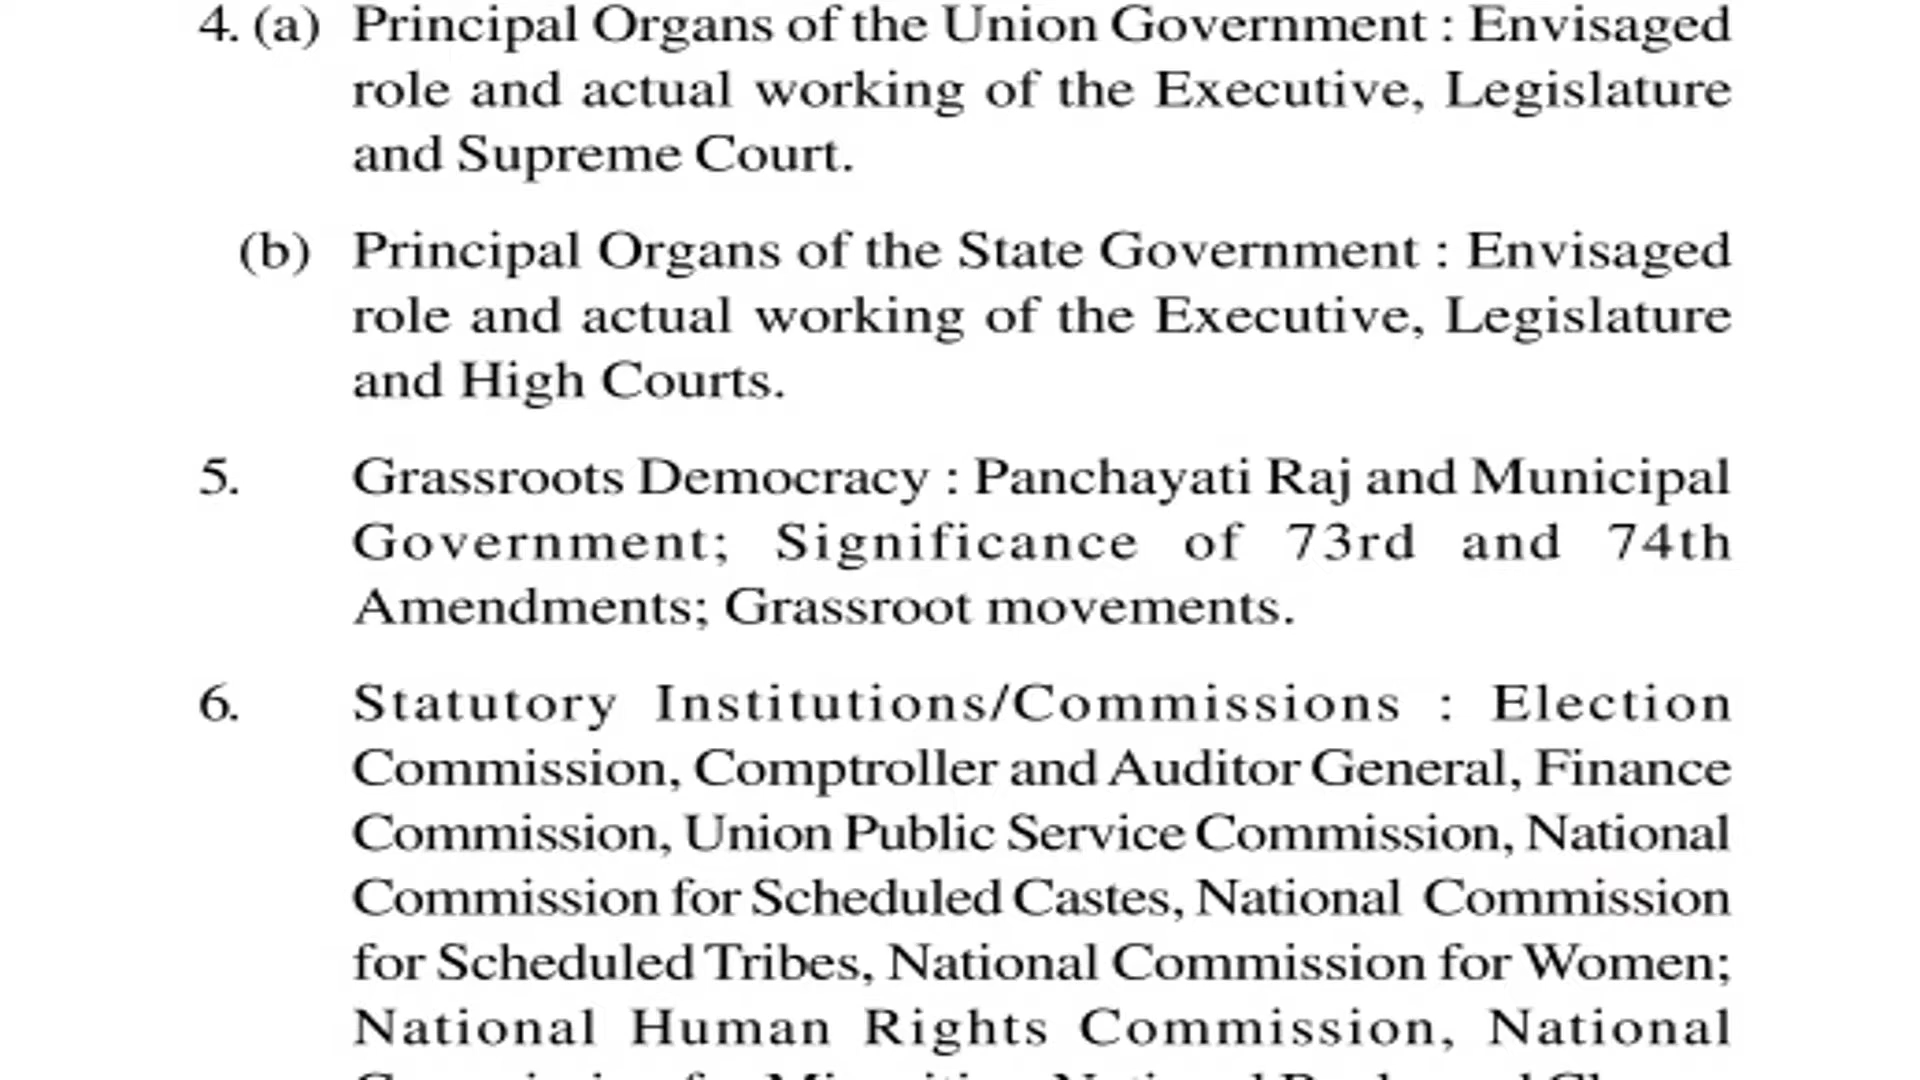 4. (a) Principal Organs of the Union Government : Envisaged
role and actual working of the Executive, Legislature
and Supreme Court.
(b) Principal Organs of the State Government : Envisaged
role and actual working of the Executive, Legislature
and High Courts.
5. Grassroots Democracy : Panchayati Raj and Municipal
Government; Significance of 73rd and 74th
Amendments; Grassroot movements.
6. Statutory Institutions/Commissions : Election
Commission, Comptroller and Auditor General, Finance
Commission, Union Public Service Commission, National
Commission for Scheduled Castes, National Commission
for Scheduled Tribes, National Commission for Women;
National Human Rights Commission, National